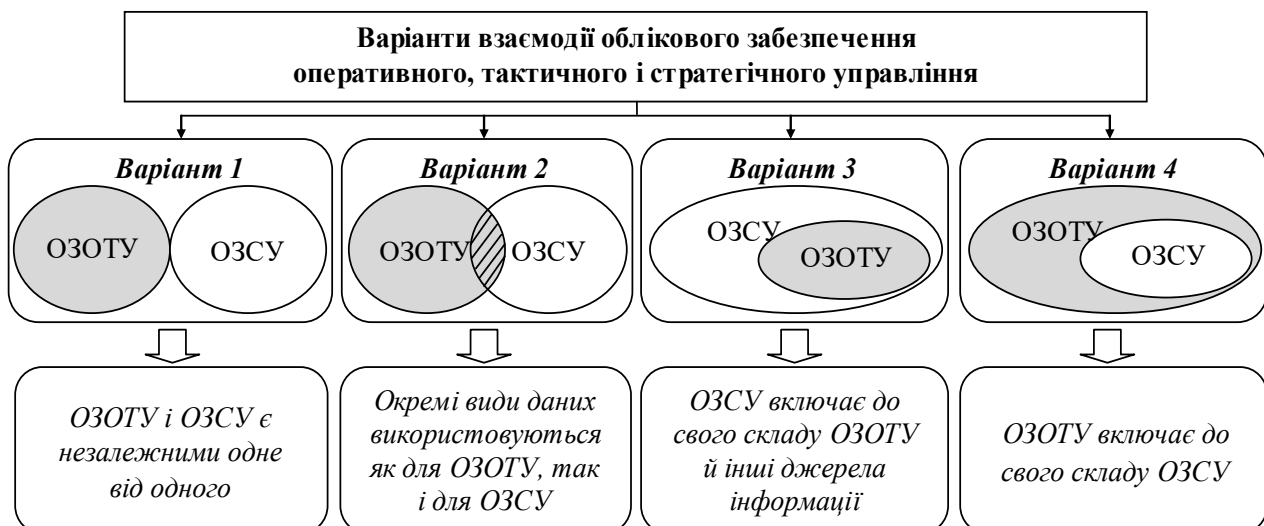 Варіанти взаємодії облікового забезпечення
оперативного, тактичного і стратегічного управління
Варіант 1
ОЗОТУ
ОЗСУ
Варіант 2
ОЗОТУ
ОЗСУ
Варіант 3
ОЗСУ
ОЗОТУ
Варіант 4
ОЗОТУ
ОЗСУ
ОЗОТУ і ОЗСУ є
незалежними одне
від одного
Окремі види даних
використовуються
як для ОЗОТУ, так
і для ОЗСУ
ОЗСУ включає до
свого складу ОЗОТУ
й інші джерела
інформації
ОЗОТУ включає до
свого складу ОЗСУ